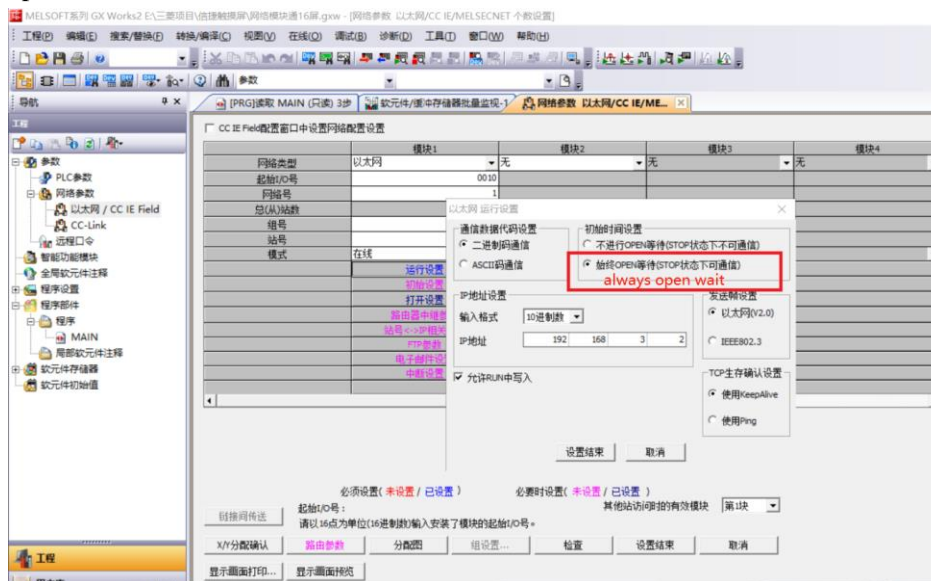 MELSOFT系列 GX Works2 E:\三菱项目\信捷触摸屏\网络模块通16屏.gxw - [网络参数 以太网/CC IE/MELSECNET 个数设置]
工程(P) 编辑(E) 搜索/替换(F) 转换/编译(C) 视图(V) 在线(O) 调试(B) 诊断(D) 工具(T) 窗口(W) 帮助(H)
参数
导航
[PRG]读取 MAIN (只读) 3步 软元件/缓冲存储器批量监视-1 网络参数 以太网/CC IE/ME...
工程
CC IE Field配置窗口中设置网络配置设置
参数
PLC参数
网络参数
以太网 / CC IE Field
CC-Link
远程口令
智能功能模块
全局软元件注释
程序设置
程序部件
程序
MAIN
局部软元件注释
软元件存储器
软元件初始值
模块1 模块2 模块3 模块4
网络类型 以太网 无 无 无
起始I/O号 0010
网络号 1
总(从)站数
组号
站号
模式 在线
运行设置
初始设置
打开设置
路由器中继参
站号<->IP相关
FTP参数
电子邮件设
中断设置
以太网 运行设置
通信数据代码设置
二进制码通信
ASCII码通信
初始时间设置
不进行OPEN等待(STOP状态下不可通信)
始终OPEN等待(STOP状态下可通信)
always open wait
IP地址设置
输入格式 10进制数
IP地址 192 168 3 2
发送帧设置
以太网(V2.0)
IEEE802.3
允许RUN中写入
TCP生存确认设置
使用KeepAlive
使用Ping
设置结束 取消
必须设置( 未设置 / 已设置 ) 必要时设置( 未设置 / 已设置 )
链接间传送
起始I/O号:
其他站访问时的有效模块 第1块
请以16点为单位(16进制数)输入安装了模块的起始I/O号。
X/Y分配确认 路由参数 分配图 组设置... 检查 设置结束 取消
显示画面打印... 显示画面预览
工程